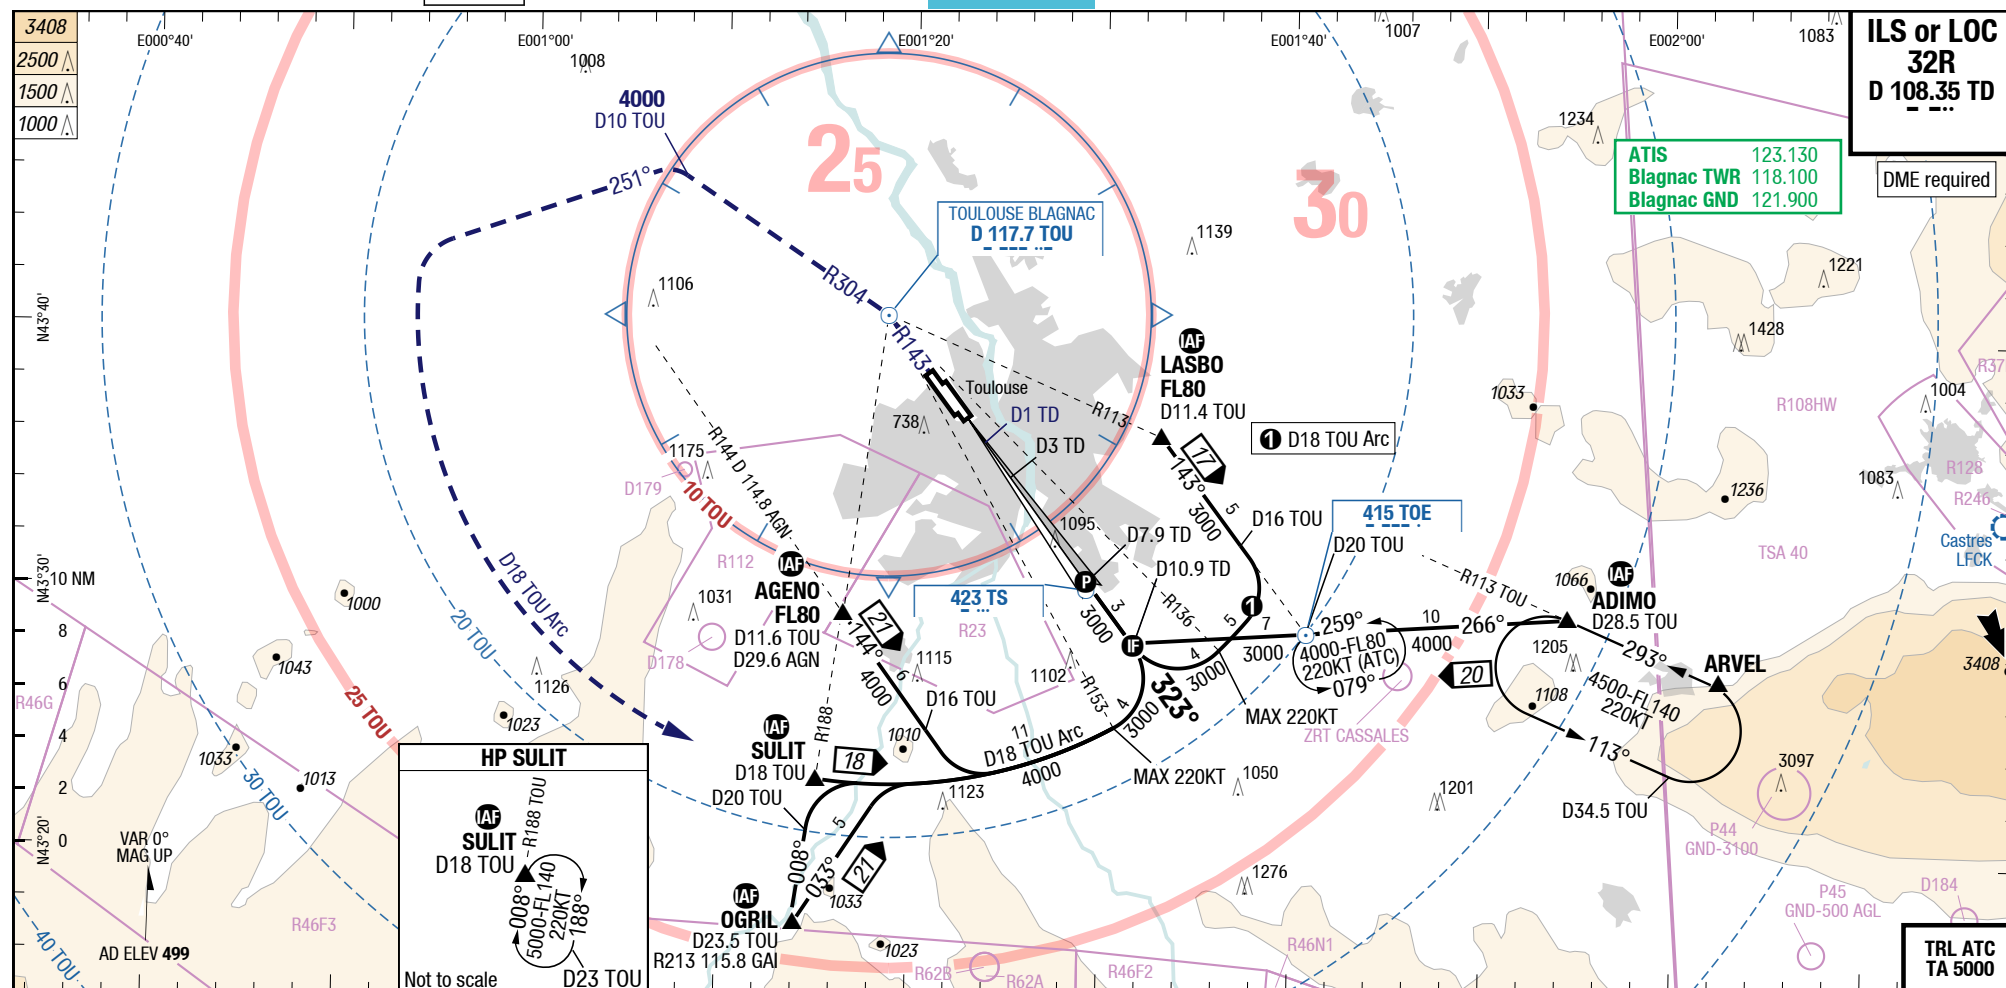 3408
2500
1500
1000
E000°40'
E001°00'
E001°20'
E001°40'
E002°00'
1008
1007
1083
ILS or LOC
32R
D 108.35 TD
DME required
ATIS 123.130
Blagnac TWR 118.100
Blagnac GND 121.900
4000
D10 TOU
251°
R304
R143
25
30
TOULOUSE BLAGNAC
D 117.7 TOU
1234
1139
1221
1106
1428
N43°40'
N43°30'
N43°20'
10 NM
8
6
4
2
0
IAF
LASBO
FL80
D11.4 TOU
R113
Toulouse
738
D1 TD
D3 TD
1 D18 TOU Arc
17
143°
3000
5
D16 TOU
1033
R37
1004
R108HW
R128
R246
1083
1236
Castres
LFCK
TSA 40
1175
D179
10 TOU
R144 D 114.8 AGN
1095
D7.9 TD
D10.9 TD
415 TOE
D20 TOU
R112
IAF
AGENO
FL80
D11.6 TOU
D29.6 AGN
423 TS
R23
P
3
3000
IF
R136
1
5
7
3000
4
3000
259°
4000-FL80
220KT (ATC)
079°
10
4000
266°
R113 TOU
1066
IAF
ADIMO
D28.5 TOU
1205
293°
ARVEL
20
1108
4500-FL140
220KT
113°
D34.5 TOU
3408
3097
P44
GND-3100
P45
GND-500 AGL
D184
1000
D18 TOU Arc
20 TOU
1031
D178
21
144°
6
4000
1115
1102
D16 TOU
R153
323°
4
3000
MAX 220KT
MAX 220KT
ZRT CASSALES
1043
1126
1023
R46G
25 TOU
1033
1013
30 TOU
R188
IAF
SULIT
D18 TOU
18
1010
11
D18 TOU Arc
4000
D20 TOU
1123
1050
1201
1276
5
008°
033°
21
1033
IAF
OGRIL
D23.5 TOU
R213 115.8 GAI
1023
R62B
R62A
R46F2
R46N1
VAR 0°
MAG UP
AD ELEV 499
R46F3
40 TOU
HP SULIT
IAF
SULIT
D18 TOU
R188 TOU
008°
5000-FL140
220KT
188°
D23 TOU
Not to scale
TRL ATC
TA 5000